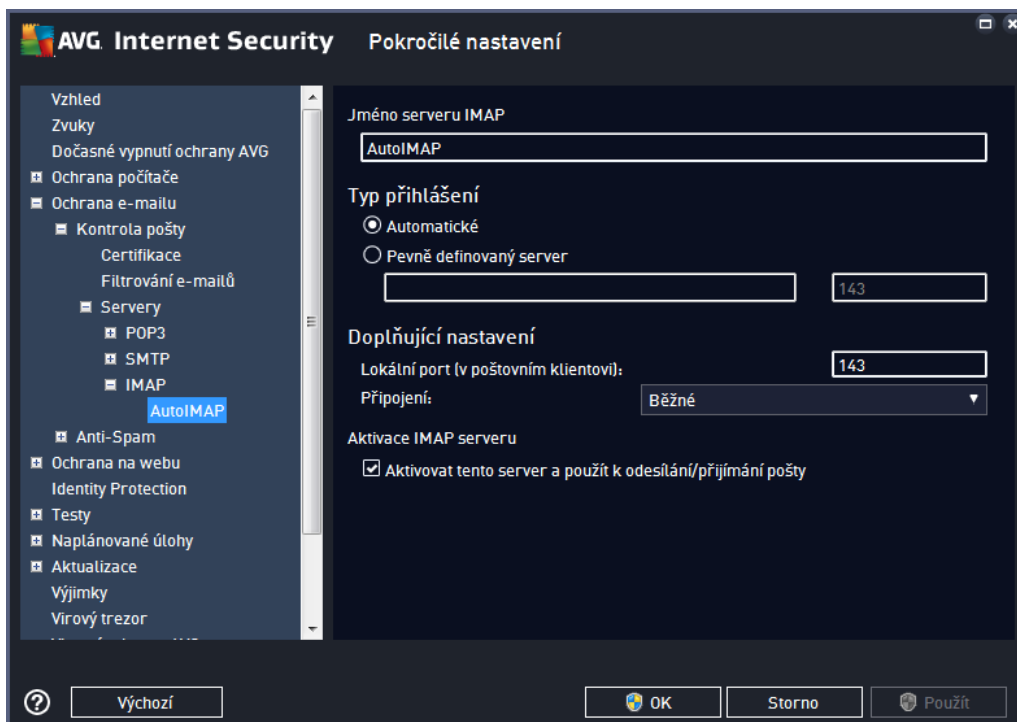 AVG. Internet Security Pokročilé nastavení
Vzhled
Zvuky
Dočasné vypnutí ochrany AVG
Ochrana počítače
Ochrana e-mailu
Kontrola pošty
Certifikace
Filtrování e-mailů
Servery
POP3
SMTP
IMAP
AutoIMAP
Anti-Spam
Ochrana na webu
Identity Protection
Testy
Naplánované úlohy
Aktualizace
Výjimky
Virový trezor
Jméno serveru IMAP
AutoIMAP
Typ přihlášení
Automatické
Pevně definovaný server
143
Doplňující nastavení
Lokální port (v poštovním klientovi): 143
Připojení: Běžné
Aktivace IMAP serveru
Aktivovat tento server a použít k odesílání/přijímání pošty
Výchozí OK Storno Použít